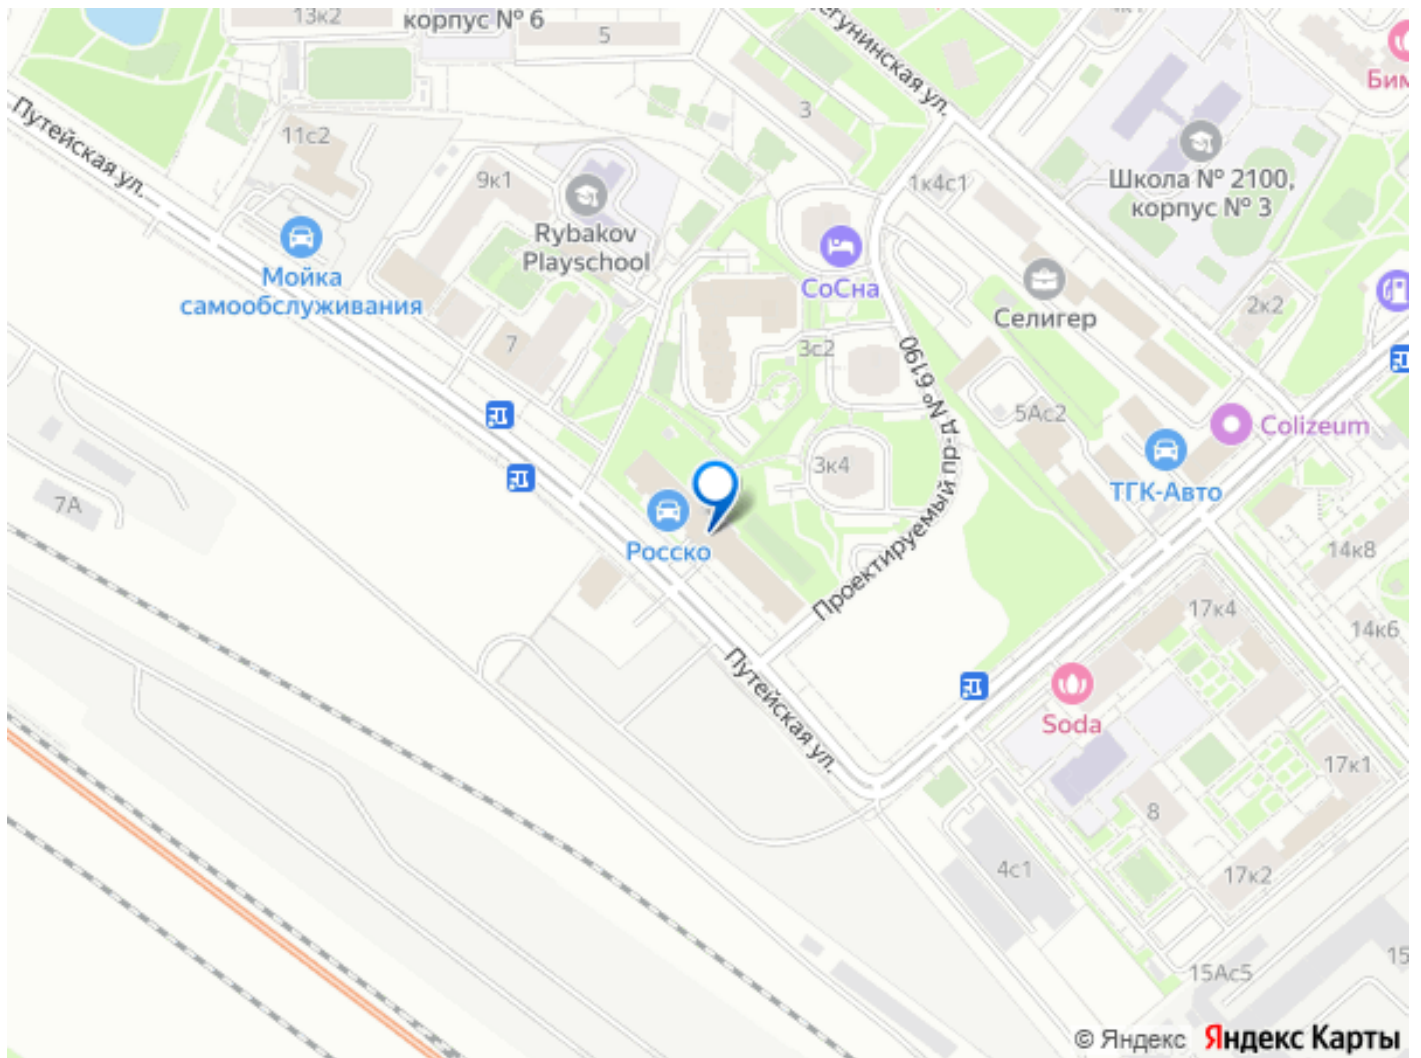 13к2
корпус № 6
5
4к1
егунинская ул.
Бим
3
Путейская ул.
11с2
9к1
1к4с1
Школа № 2100,
корпус № 3
Rybakov
Playschool
Мойка
самообслуживания
СоСна
Селигер
2к2
7
3с2
Проектируемый пр-д № 6190
5Ас2
Colizeum
3к4
ТГК-Авто
7А
Росско
14к8
17к4
14к6
Путейская ул.
Soda
17к1
8
4с1
17к2
15Ас5
15
© Яндекс Яндекс Карты